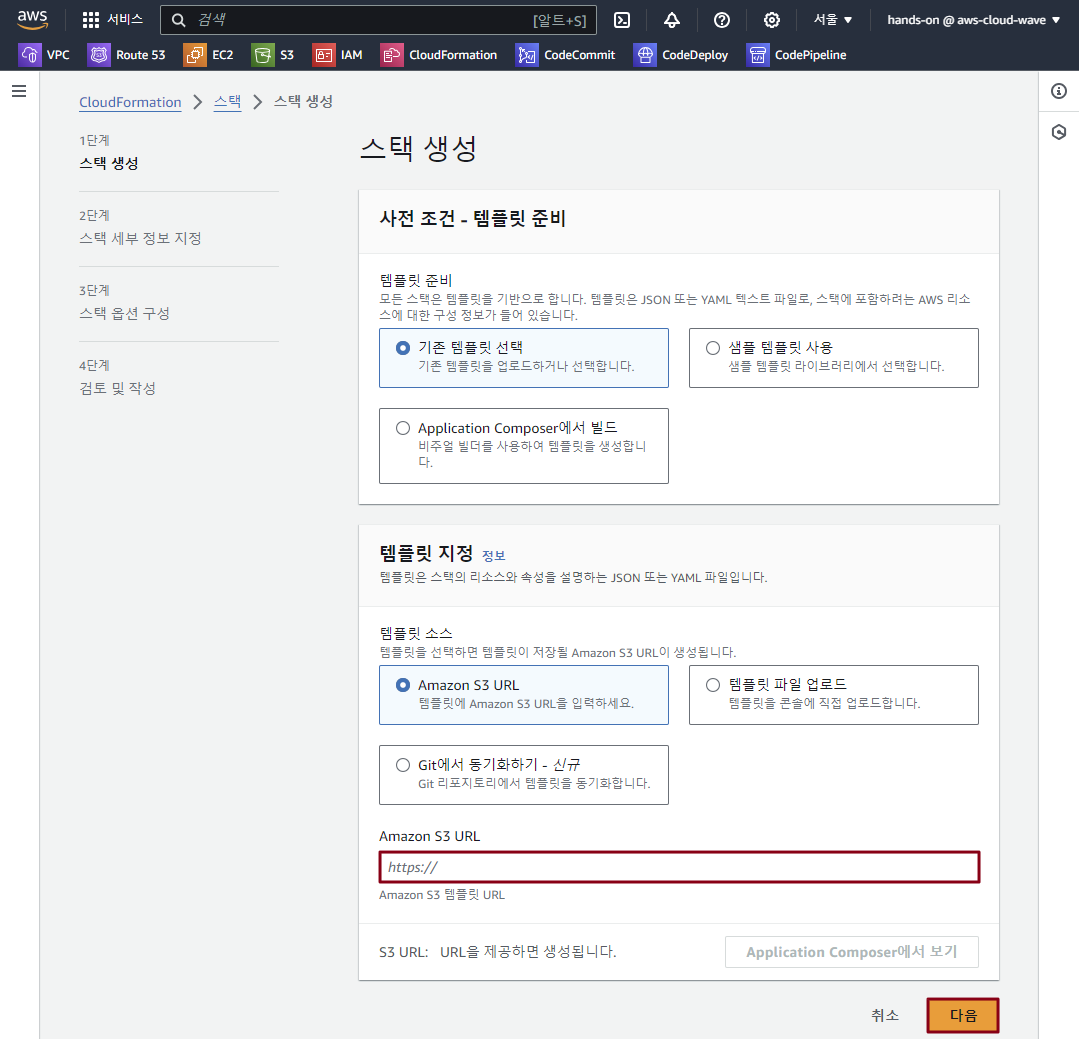 aws
서비스
검색
[알트+S]
서울 ▼
hands-on @ aws-cloud-wave ▼
VPC
Route 53
EC2
S3
IAM
CloudFormation
CodeCommit
CodeDeploy
CodePipeline
CloudFormation > 스택 > 스택 생성
1단계
스택 생성
2단계
스택 세부 정보 지정
3단계
스택 옵션 구성
4단계
검토 및 작성
스택 생성
사전 조건 - 템플릿 준비
템플릿 준비
모든 스택은 템플릿을 기반으로 합니다. 템플릿은 JSON 또는 YAML 텍스트 파일로, 스택에 포함하려는 AWS 리소
스에 대한 구성 정보가 들어 있습니다.
기존 템플릿 선택
기존 템플릿을 업로드하거나 선택합니다.
샘플 템플릿 사용
샘플 템플릿 라이브러리에서 선택합니다.
Application Composer에서 빌드
비주얼 빌더를 사용하여 템플릿을 생성합니
다.
템플릿 지정 정보
템플릿은 스택의 리소스와 속성을 설명하는 JSON 또는 YAML 파일입니다.
템플릿 소스
템플릿을 선택하면 템플릿이 저장될 Amazon S3 URL이 생성됩니다.
Amazon S3 URL
템플릿에 Amazon S3 URL을 입력하세요.
템플릿 파일 업로드
템플릿을 콘솔에 직접 업로드합니다.
Git에서 동기화하기 - 신규
Git 리포지토리에서 템플릿을 동기화합니다.
Amazon S3 URL
https://
Amazon S3 템플릿 URL
S3 URL: URL을 제공하면 생성됩니다.
Application Composer에서 보기
취소
다음